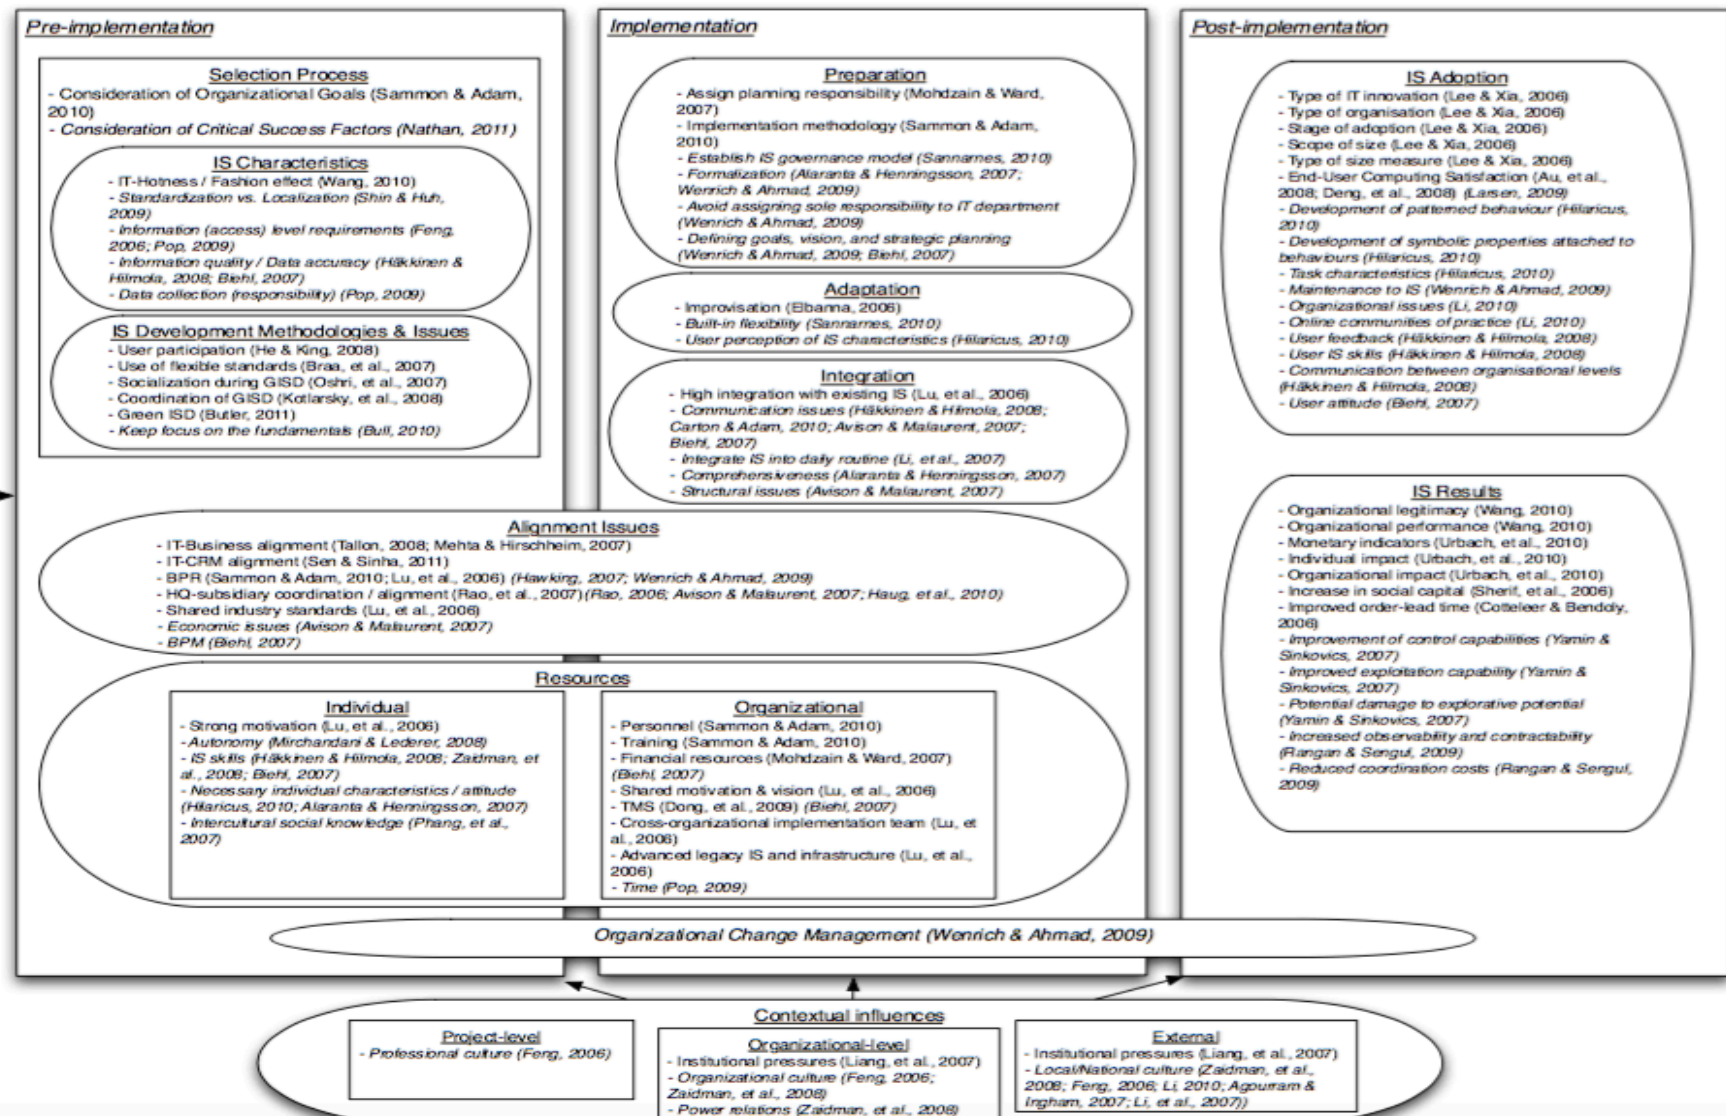 Pre-implementation
Selection Process
- Consideration of Organizational Goals (Sammon & Adam,
2010)
- Consideration of Critical Success Factors (Nathan, 2011)
IS Characteristics
- IT-Hotness / Fashion effect (Wang, 2010)
- Standardization vs. Localization (Shin & Huh,
2009)
- Information (access) level requirements (Feng,
2006; Pop, 2009)
- Information quality / Data accuracy (Häkkinen &
Hilmola, 2008; Biehl, 2007)
- Data collection (responsibility) (Pop, 2009)
IS Development Methodologies & Issues
- User participation (He & King, 2008)
- Use of flexible standards (Braa, et al., 2007)
- Socialization during GISD (Oshri, et al., 2007)
- Coordination of GISD (Kotlarsky, et al., 2008)
- Green ISD (Butler, 2011)
- Keep focus on the fundamentals (Bull, 2010)
Implementation
Preparation
- Assign planning responsibility (Mohdzain & Ward,
2007)
- Implementation methodology (Sammon & Adam,
2010)
- Establish IS governance model (Sannarnes, 2010)
- Formalization (Alaranta & Henningsson, 2007;
Wenrich & Ahmad, 2009)
- Avoid assigning sole responsibility to IT department
(Wenrich & Ahmad, 2009)
- Defining goals, vision, and strategic planning
(Wenrich & Ahmad, 2009; Biehl, 2007)
Adaptation
- Improvisation (Elbanna, 2006)
- Built-in flexibility (Sannarnes, 2010)
- User perception of IS characteristics (Hilaricus, 2010)
Integration
- High integration with existing IS (Lu, et al., 2006)
- Communication issues (Häkkinen & Hilmola, 2008;
Carton & Adam, 2010; Avison & Malaurent, 2007;
Biehl, 2007)
- Integrate IS into daily routine (Li, et al., 2007)
- Comprehensiveness (Alaranta & Henningsson, 2007)
- Structural issues (Avison & Malaurent, 2007)
Post-implementation
IS Adoption
- Type of IT innovation (Lee & Xia, 2006)
- Type of organisation (Lee & Xia, 2006)
- Stage of adoption (Lee & Xia, 2006)
- Scope of size (Lee & Xia, 2006)
- Type of size measure (Lee & Xia, 2006)
- End-User Computing Satisfaction (Au, et al.,
2008; Deng, et al., 2008) (Larsen, 2009)
- Development of patterned behaviour (Hilaricus,
2010)
- Development of symbolic properties attached to
behaviours (Hilaricus, 2010)
- Task characteristics (Hilaricus, 2010)
- Maintenance to IS (Wenrich & Ahmad, 2009)
- Organizational issues (Li, 2010)
- Online communities of practice (Li, 2010)
- User feedback (Häkkinen & Hilmola, 2008)
- User IS skills (Häkkinen & Hilmola, 2008)
- Communication between organisational levels
(Häkkinen & Hilmola, 2008)
- User attitude (Biehl, 2007)
IS Results
- Organizational legitimacy (Wang, 2010)
- Organizational performance (Wang, 2010)
- Monetary indicators (Urbach, et al., 2010)
- Individual impact (Urbach, et al., 2010)
- Organizational impact (Urbach, et al., 2010)
- Increase in social capital (Sherif, et al., 2006)
- Improved order-lead time (Cotteleer & Bendoly,
2006)
- Improvement of control capabilities (Yamin &
Sinkovics, 2007)
- Improved exploitation capability (Yamin &
Sinkovics, 2007)
- Potential damage to explorative potential
(Yamin & Sinkovics, 2007)
- Increased observability and contractability
(Rangan & Sengul, 2009)
- Reduced coordination costs (Rangan & Sengul,
2009)
Alignment Issues
- IT-Business alignment (Tallon, 2008; Mehta & Hirschheim, 2007)
- IT-CRM alignment (Sen & Sinha, 2011)
- BPR (Sammon & Adam, 2010; Lu, et al., 2006) (Hawking, 2007; Wenrich & Ahmad, 2009)
- HQ-subsidiary coordination / alignment (Rao, et al., 2007)(Rao, 2006; Avison & Malaurent, 2007; Haug, et al., 2010)
- Shared industry standards (Lu, et al., 2006)
- Economic issues (Avison & Malaurent, 2007)
- BPM (Biehl, 2007)
Resources
Individual
- Strong motivation (Lu, et al., 2006)
- Autonomy (Mirchandani & Lederer, 2008)
- IS skills (Häkkinen & Hilmola, 2008; Zaidman, et
al., 2008; Biehl, 2007)
- Necessary individual characteristics / attitude
(Hilaricus, 2010; Alaranta & Henningsson, 2007)
- Intercultural social knowledge (Phang, et al.,
2007)
Organizational
- Personnel (Sammon & Adam, 2010)
- Training (Sammon & Adam, 2010)
- Financial resources (Mohdzain & Ward, 2007)
(Biehl, 2007)
- Shared motivation & vision (Lu, et al., 2006)
- TMS (Dong, et al., 2009) (Biehl, 2007)
- Cross-organizational implementation team (Lu, et
al., 2006)
- Advanced legacy IS and infrastructure (Lu, et al.,
2006)
- Time (Pop, 2009)
Organizational Change Management (Wenrich & Ahmad, 2009)
Contextual influences
Project-level
- Professional culture (Feng, 2006)
Organizational-level
- Institutional pressures (Liang, et al., 2007)
- Organizational culture (Feng, 2006;
Zaidman, et al., 2008)
- Power relations (Zaidman, et al., 2008)
External
- Institutional pressures (Liang, et al., 2007)
- Local/National culture (Zaidman, et al.,
2008; Feng, 2006; Li, 2010; Agourram &
Ingham, 2007; Li, et al., 2007))